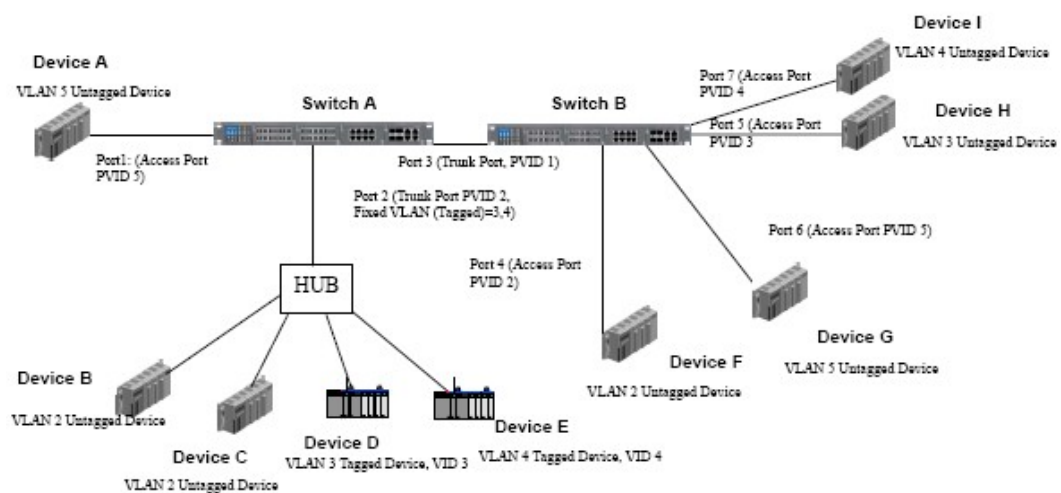 Device I
VLAN 4 Untagged Device
Device A
VLAN 5 Untagged Device
Port 7 (Access Port
PVID 4
Switch A
Switch B
Device H
Port 5 (Access Port
PVID 3
VLAN 3 Untagged Device
Port1: (Access Port
PVID 5)
Port 3 (Trunk Port, PVID 1)
Port 2 (Trunk Port PVID 2,
Fixed VLAN (Tagged)=3,4)
Port 6 (Access Port PVID 5)
Port 4 (Access Port
PVID 2)
HUB
Device G
VLAN 5 Untagged Device
Device F
VLAN 2 Untagged Device
Device B
VLAN 2 Untagged Device
Device E
VLAN 4 Tagged Device, VID 4
Device D
VLAN 3 Tagged Device, VID 3
Device C
VLAN 2 Untagged Device